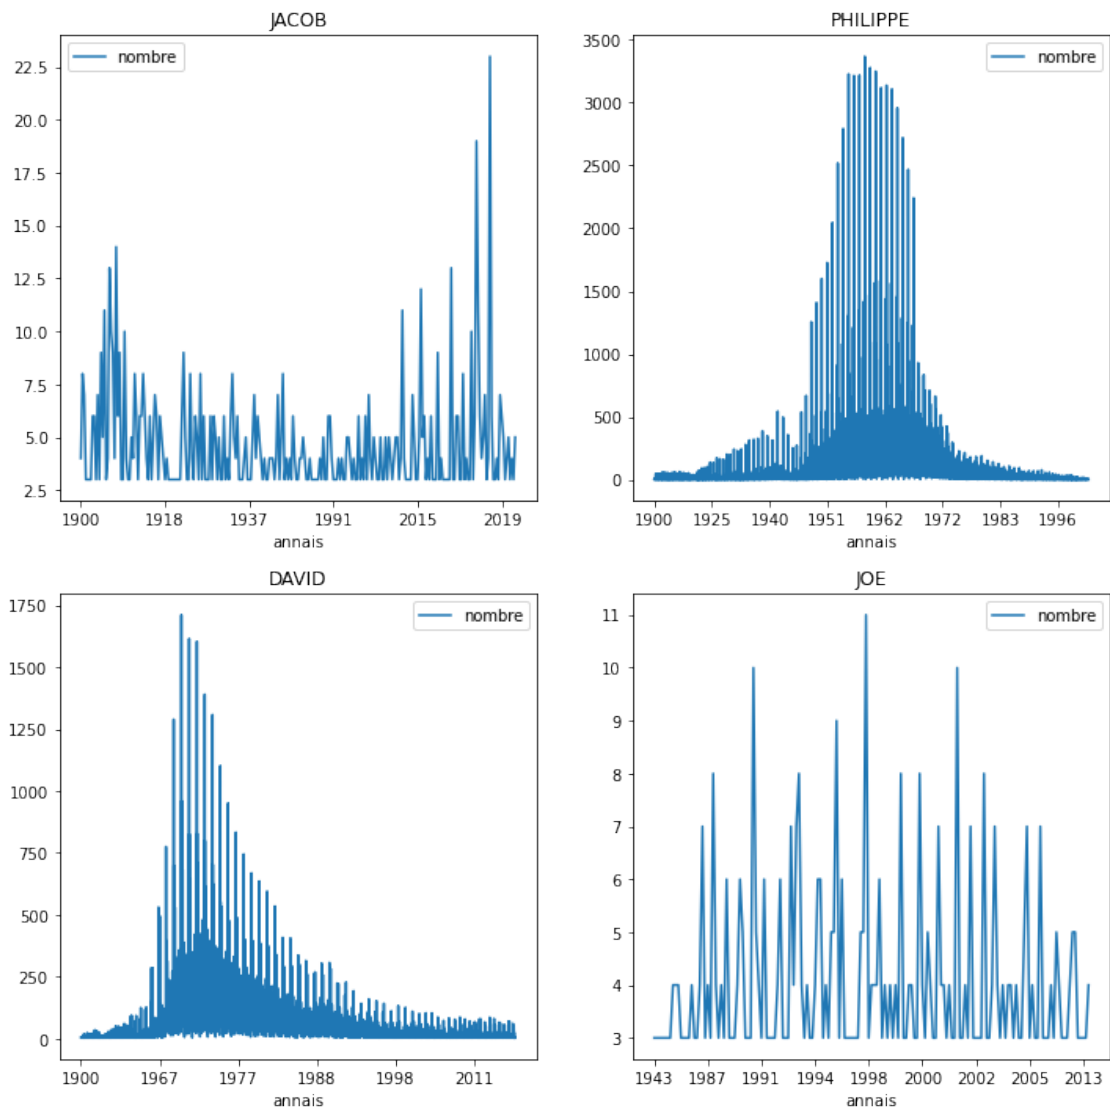 JACOB
nombre
22.5
20.0
17.5
15.0
12.5
10.0
7.5
5.0
2.5
1900 1918 1937 1991 2015 2019
annais
PHILIPPE
nombre
3500
3000
2500
2000
1500
1000
500
0
1900 1925 1940 1951 1962 1972 1983 1996
annais
DAVID
nombre
1750
1500
1250
1000
750
500
250
0
1900 1967 1977 1988 1998 2011
annais
JOE
nombre
11
10
9
8
7
6
5
4
3
1943 1987 1991 1994 1998 2000 2002 2005 2013
annais